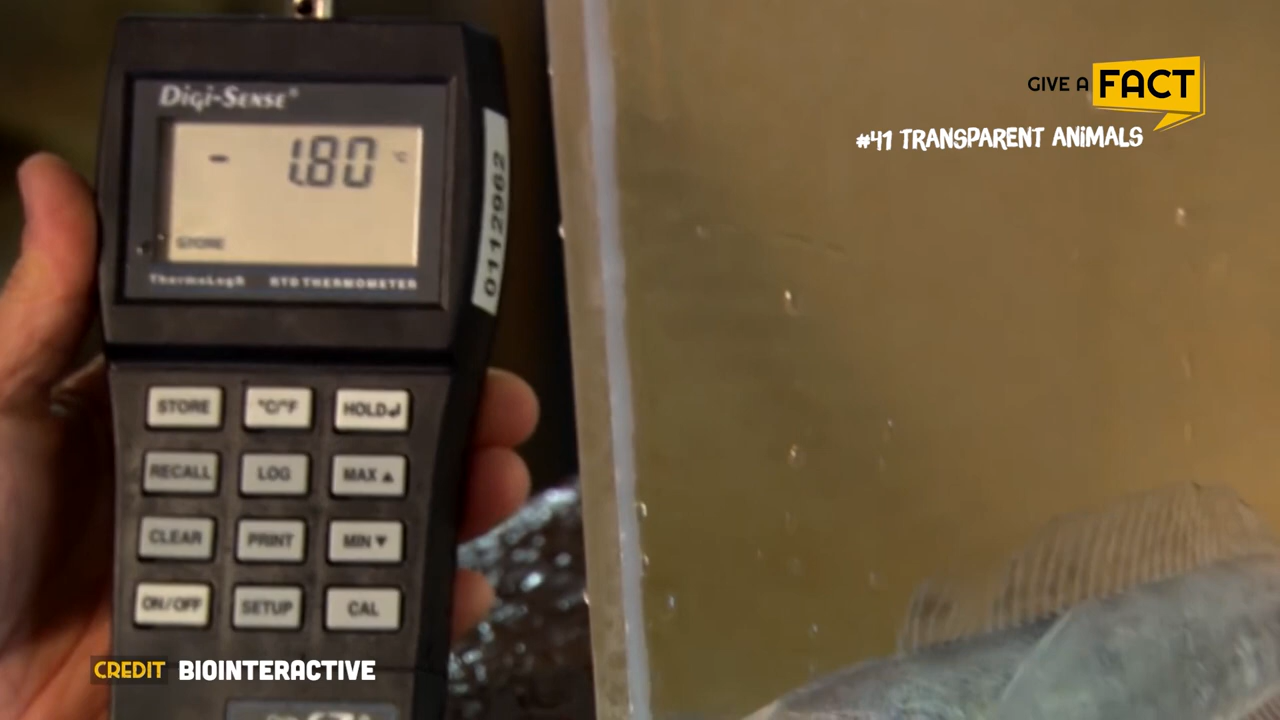 GIVE A FACT
#41 TRANSPARENT ANIMALS
Digi-Sense®
- 1.80 °C
STORE
ThermoLogR RTD THERMOMETER
0112962
STORE °C/°F HOLD↲
RECALL LOG MAX▲
CLEAR PRINT MIN▼
ON/OFF SETUP CAL
CREDIT BIOINTERACTIVE